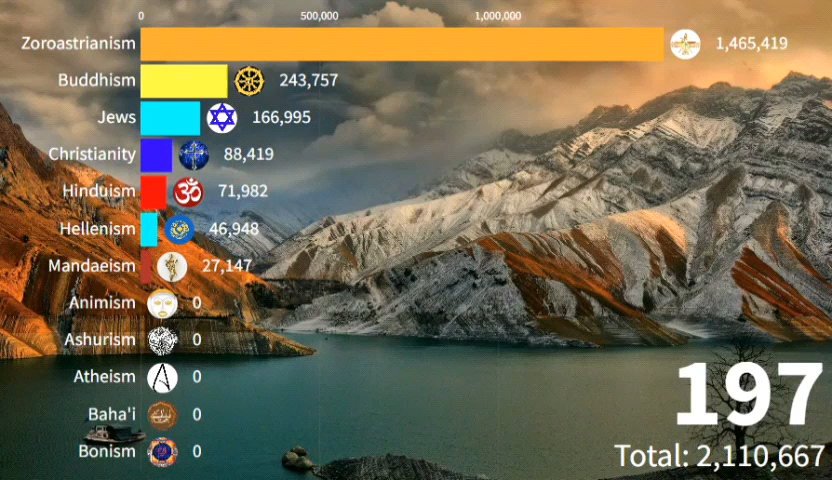 0 500,000 1,000,000
Zoroastrianism 1,465,419
Buddhism 243,757
Jews 166,995
Christianity 88,419
Hinduism 71,982
Hellenism 46,948
Mandaeism 27,147
Animism 0
Ashurism 0
Atheism 0
Baha'i 0
Bonism 0
197
Total: 2,110,667